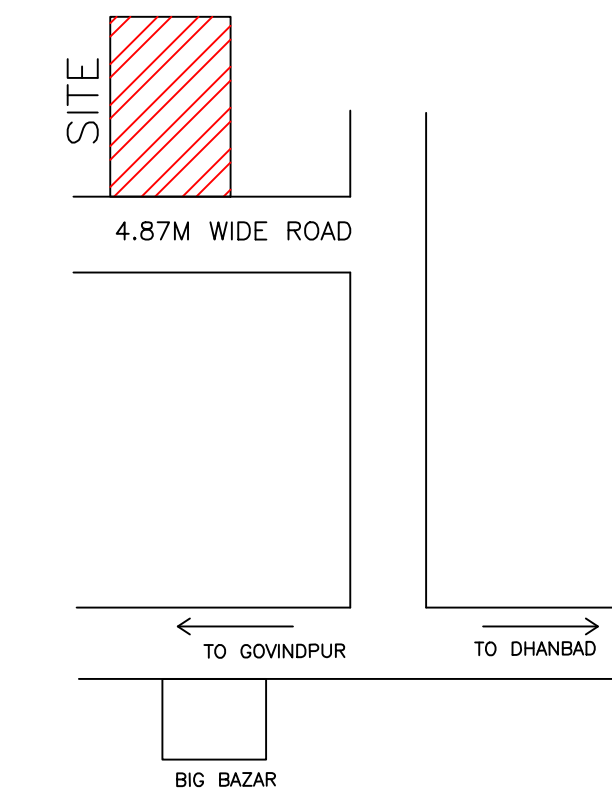 SITE
4.87M WIDE ROAD
TO GOVINDPUR
TO DHANBAD
BIG BAZAR